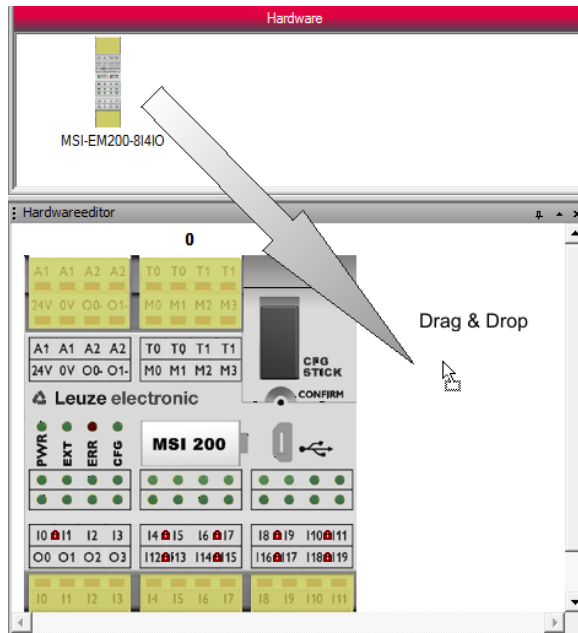 Hardware
MSI-EM200-8I4IO
Hardwareeditor
0
A1 A1 A2 A2 T0 T0 T1 T1
24V 0V O0- O1- M0 M1 M2 M3
Drag & Drop
A1 A1 A2 A2 T0 T0 T1 T1
24V 0V O0- O1- M0 M1 M2 M3
CFG
STICK
CONFIRM
Leuze electronic
PWR EXT ERR CFG
MSI 200
I0 I1 I2 I3 I4 I5 I6 I7 I8 I9 I10 I11
O0 O1 O2 O3 I12 I13 I14 I15 I16 I17 I18 I19
I0 I1 I2 I3 I4 I5 I6 I7 I8 I9 I10 I11